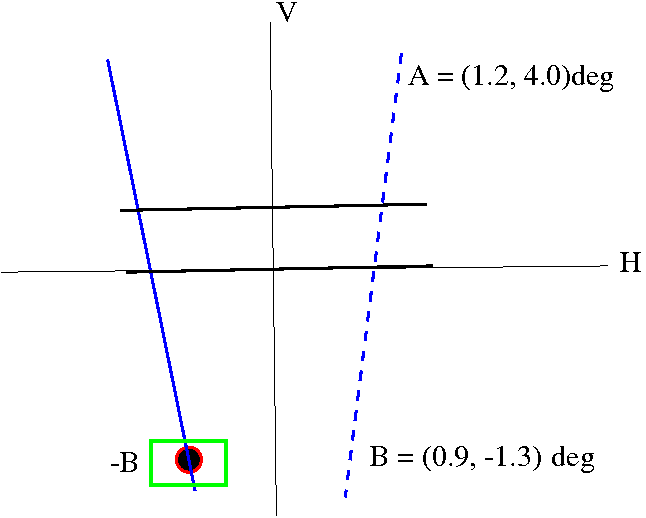 V
A = (1.2, 4.0)deg
H
-B
B = (0.9, -1.3) deg